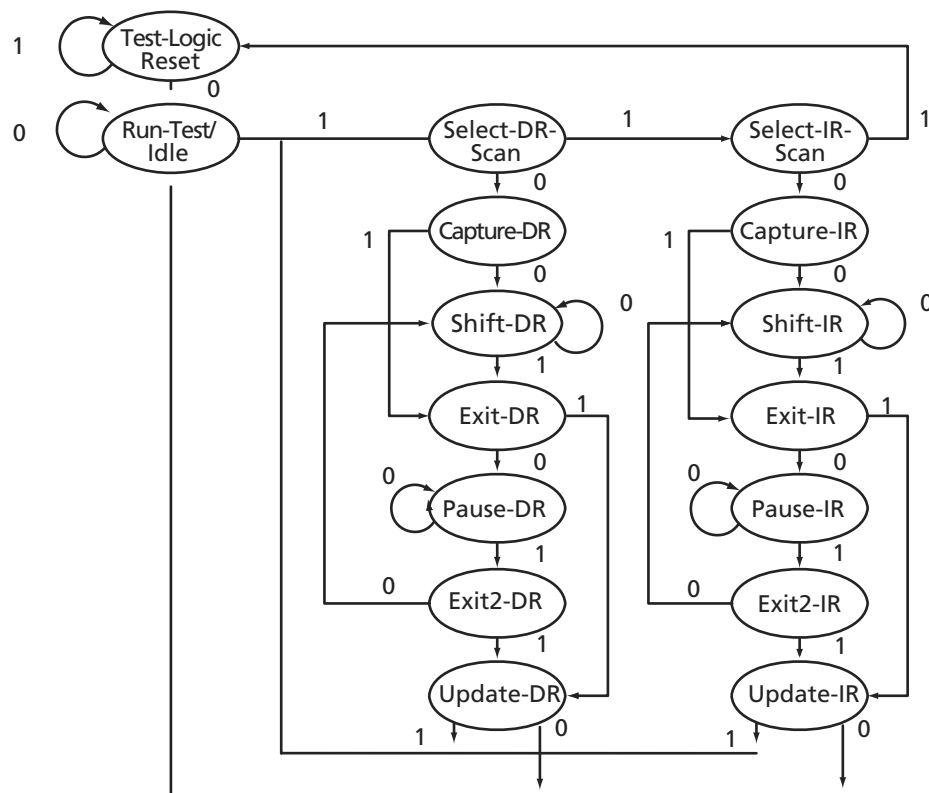 1
Test-Logic
Reset
0
0
Run-Test/
Idle
1
Select-DR-
Scan
1
Select-IR-
Scan
1
0
0
1
Capture-DR
1
Capture-IR
0
0
Shift-DR
0
Shift-IR
0
1
1
Exit-DR
1
Exit-IR
1
0
0
0
Pause-DR
0
Pause-IR
1
1
0
Exit2-DR
0
Exit2-IR
1
1
Update-DR
Update-IR
1
0
1
0